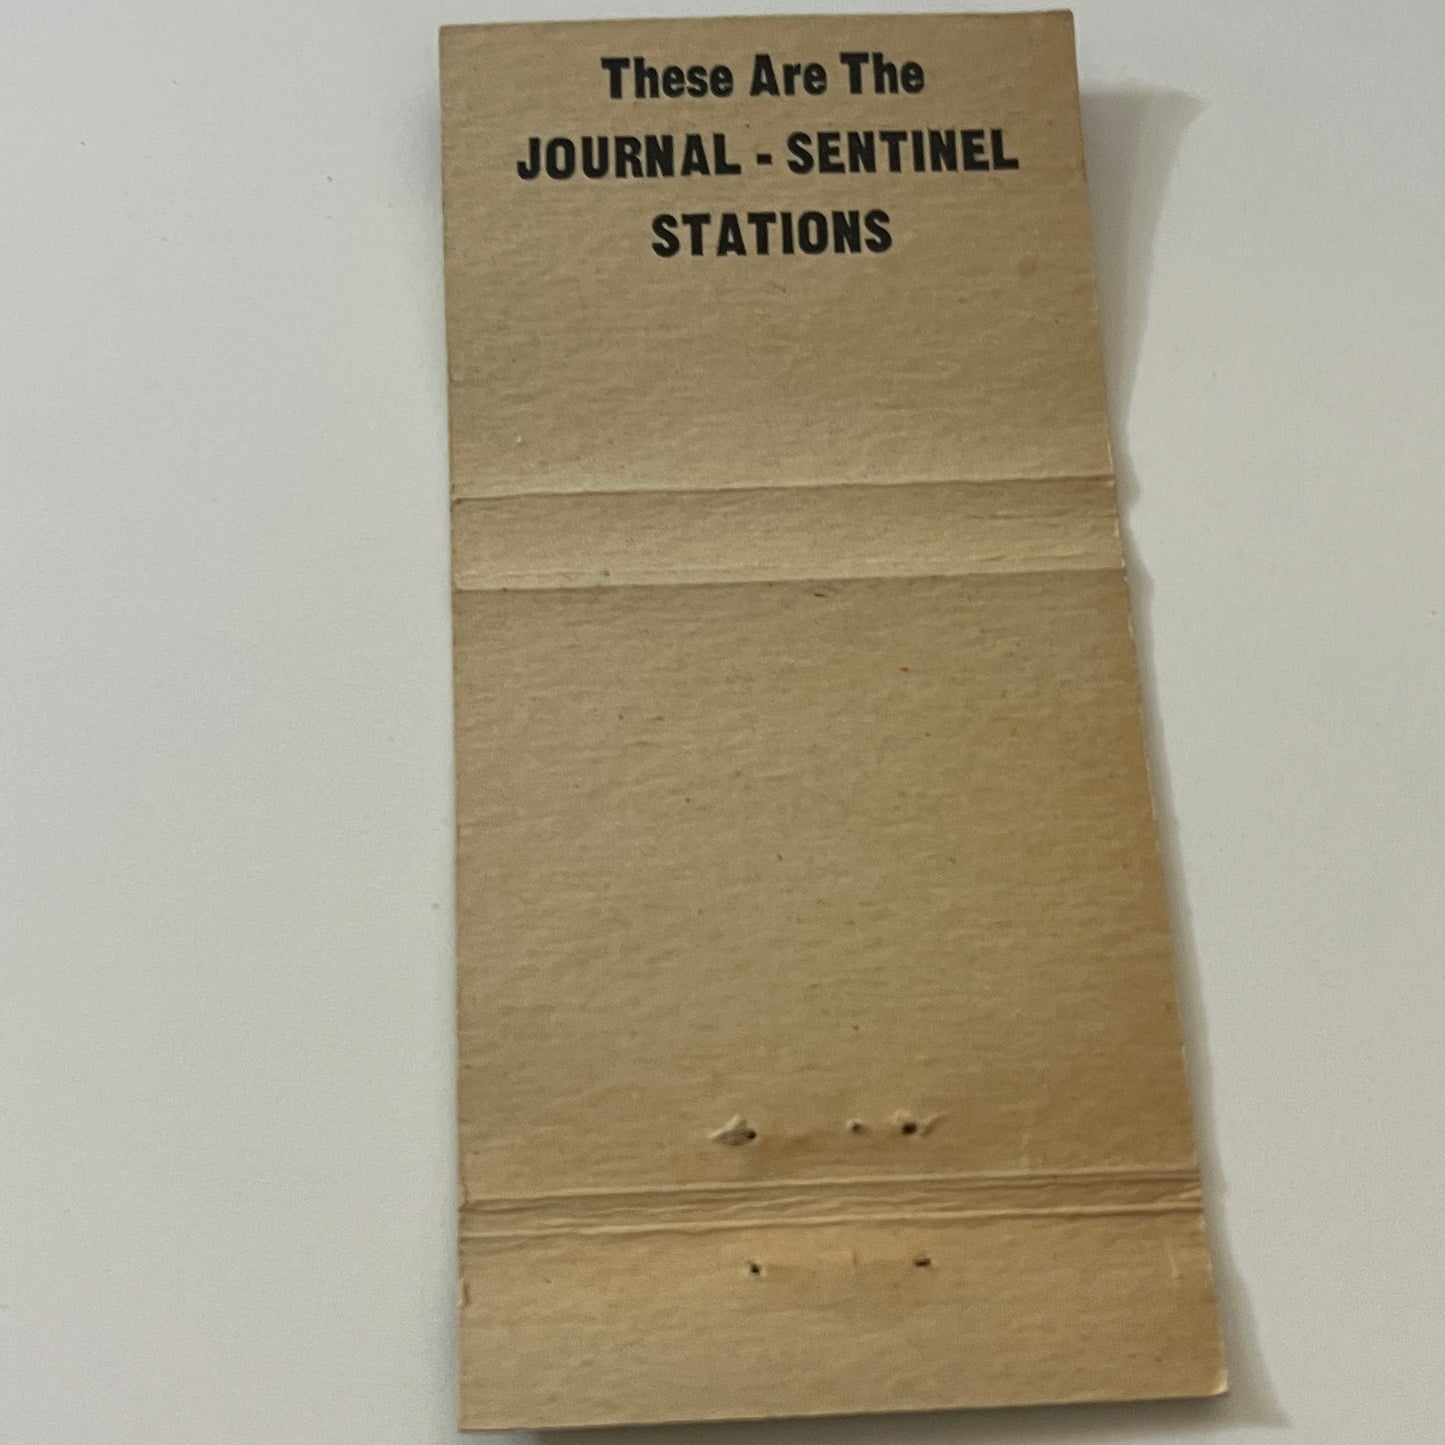 These Are The
JOURNAL - SENTINEL
STATIONS